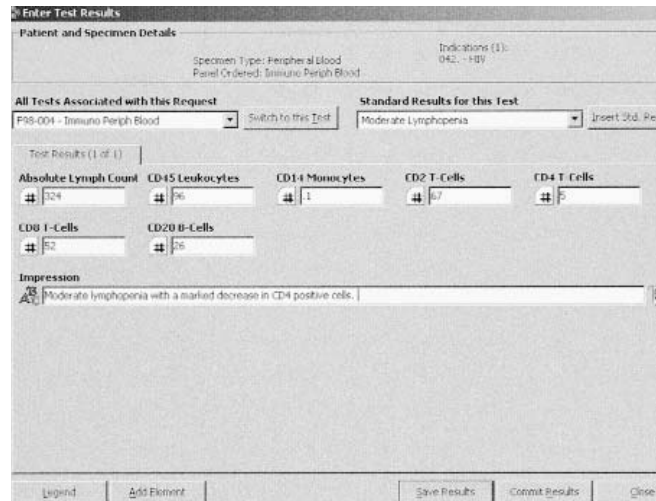 Enter Test Results
Patient and Specimen Details
Indications (1):
Specimen Type: Peripheral Blood
042. - HIV
Panel Ordered: Immuno Periph Blood
All Tests Associated with this Request
Standard Results for this Test
F98-004 - Immuno Periph Blood
Switch to this Test
Moderate Lymphopenia
Insert Std. Re
Test Results (1 of 1)
Absolute Lymph Count CD45 Leukocytes CD14 Monocytes CD2 T-Cells CD4 T-Cells
# 324 # 96 # .1 # 67 # 5
CD8 T-Cells CD20 B-Cells
# 52 # 26
Impression
Moderate lymphopenia with a marked decrease in CD4 positive cells.
Legend Add Element Save Results Commit Results Close